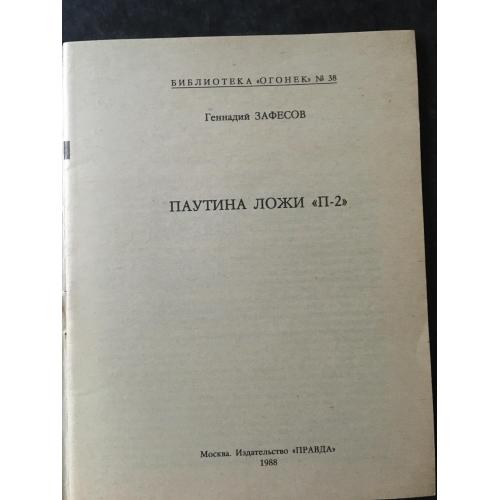 БИБЛИОТЕКА «ОГОНЕК» № 38
Геннадий ЗАФЕСОВ
ПАУТИНА ЛОЖИ «П-2»
Москва. Издательство «ПРАВДА»
1988